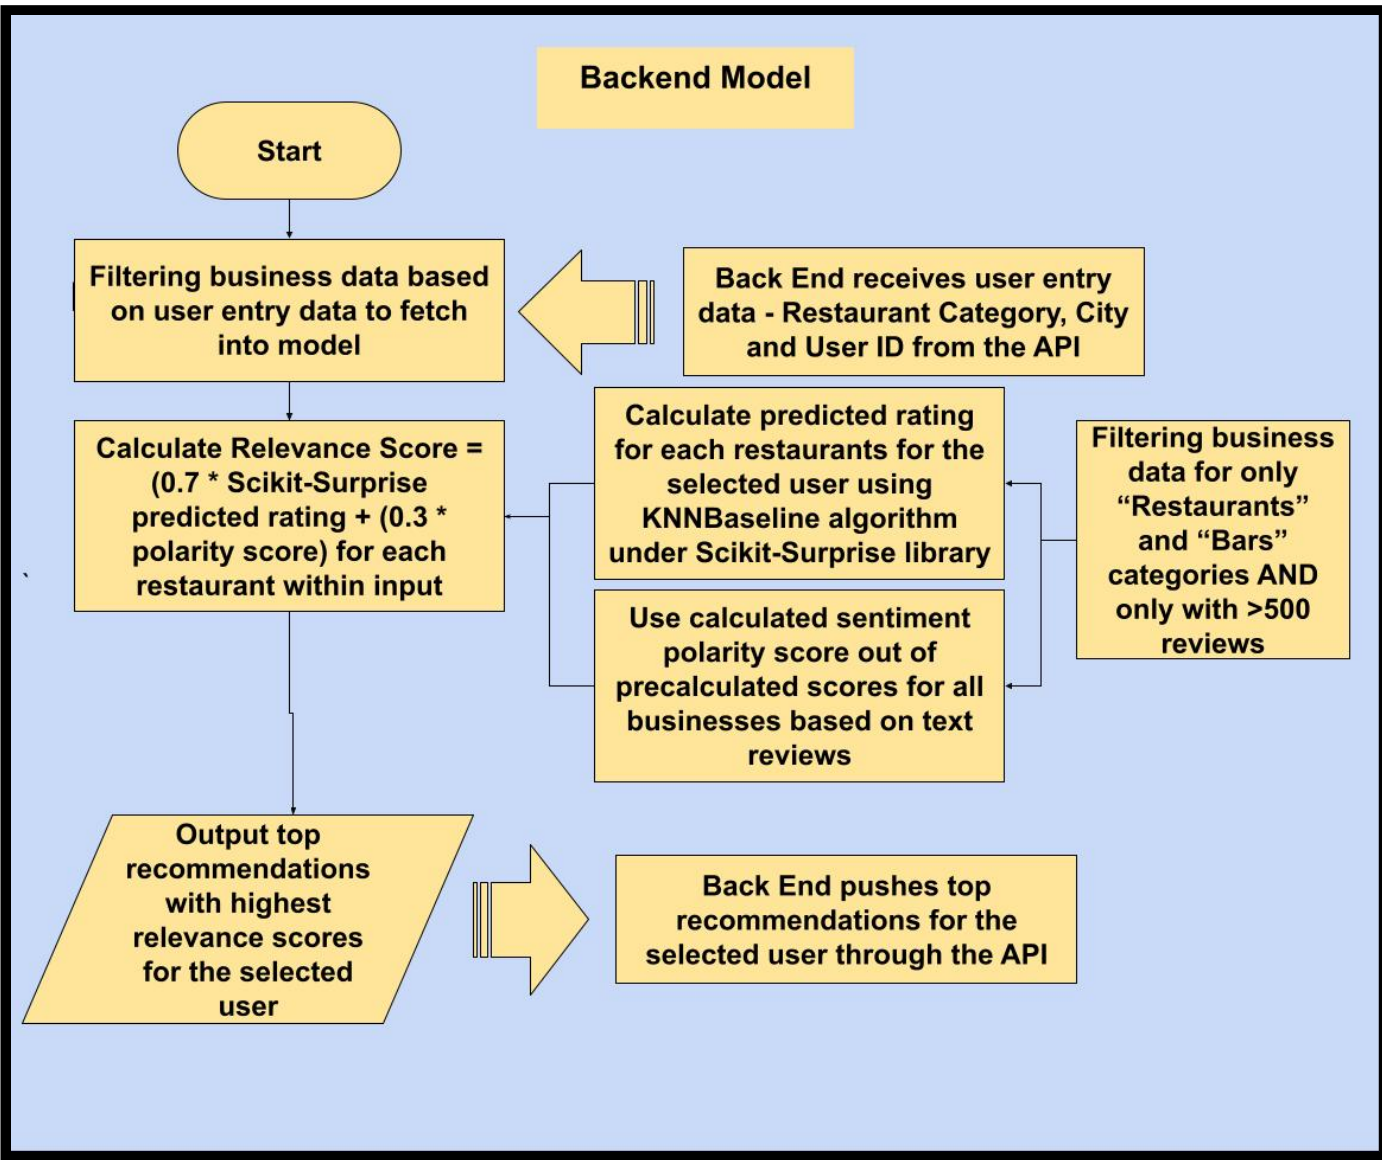 Backend Model
Start
Filtering business data based
on user entry data to fetch
into model
Back End receives user entry
data - Restaurant Category, City
and User ID from the API
Calculate Relevance Score =
(0.7 * Scikit-Surprise
predicted rating + (0.3 *
polarity score) for each
restaurant within input
Calculate predicted rating
for each restaurants for the
selected user using
KNNBaseline algorithm
under Scikit-Surprise library
Filtering business
data for only
“Restaurants”
and “Bars”
categories AND
only with >500
reviews
Use calculated sentiment
polarity score out of
precalculated scores for all
businesses based on text
reviews
`
Output top
recommendations
with highest
relevance scores
for the selected
user
Back End pushes top
recommendations for the
selected user through the API